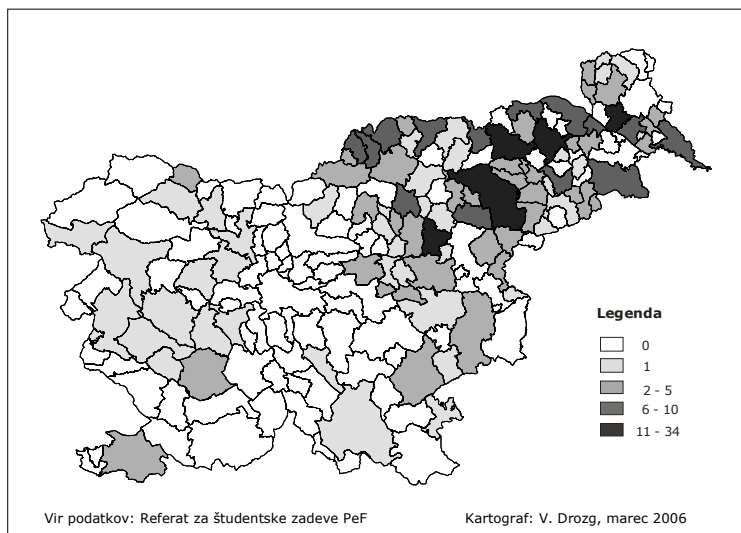 Legenda
0
1
2 - 5
6 - 10
11 - 34
Vir podatkov: Referat za študentske zadeve PeF
Kartograf: V. Drozg, marec 2006